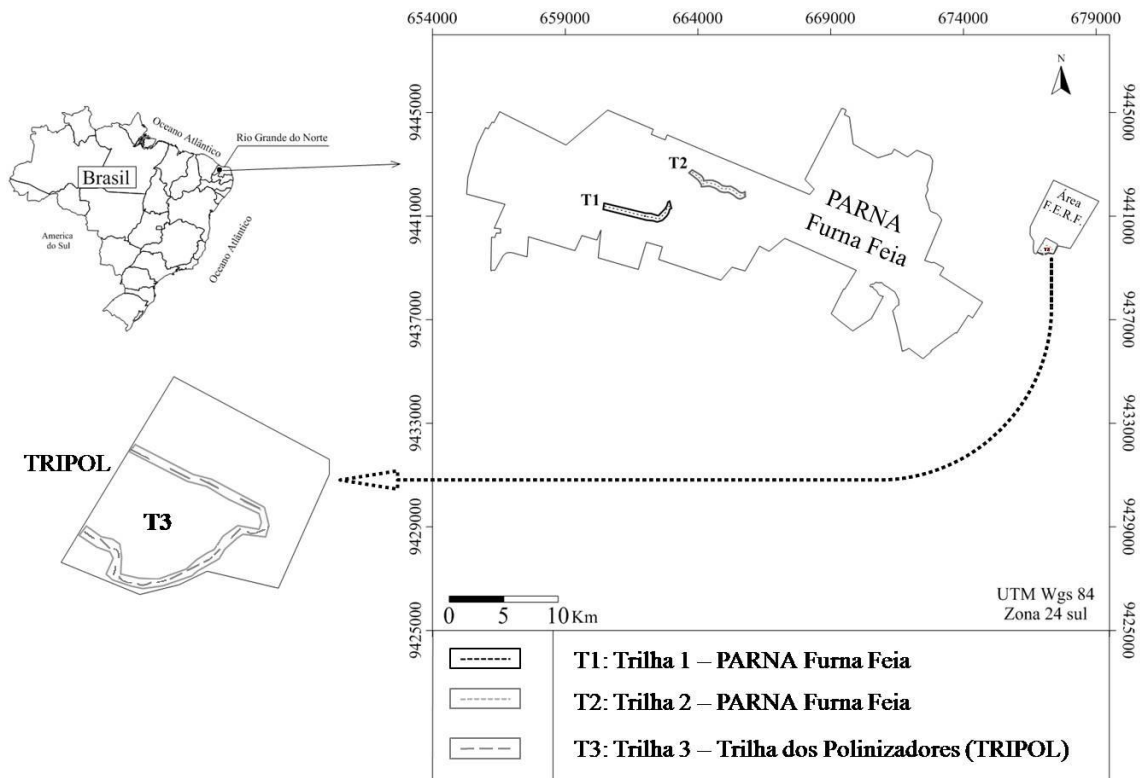 654000 659000 664000 669000 674000 679000
N
9445000
9441000
9437000
9433000
9429000
9425000
9445000
9441000
9437000
9433000
9429000
9425000
Oceano Atlântico
Rio Grande do Norte
Brasil
America
do Sul
Oceano Atlântico
T1
T2
PARNA
Furna Feia
Área
F.E.R.F.
T3
TRIPOL
T3
0 5 10 Km
UTM Wgs 84
Zona 24 sul
T1: Trilha 1 – PARNA Furna Feia
T2: Trilha 2 – PARNA Furna Feia
T3: Trilha 3 – Trilha dos Polinizadores (TRIPOL)